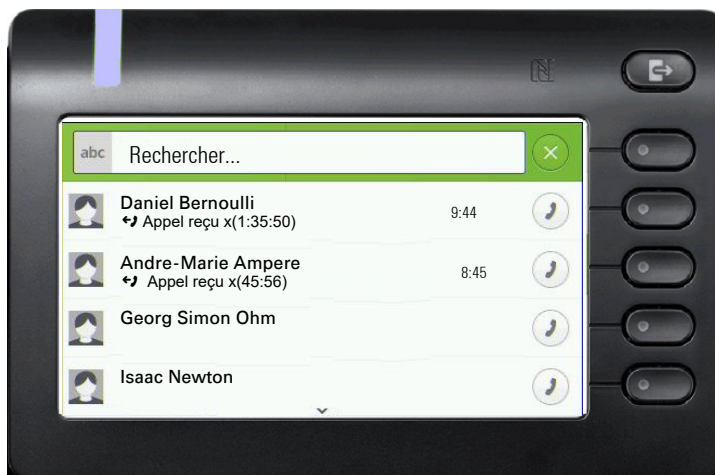 abc Rechercher...
Daniel Bernoulli
Appel reçu x(1:35:50) 9:44
Andre-Marie Ampere
Appel reçu x(45:56) 8:45
Georg Simon Ohm
Isaac Newton